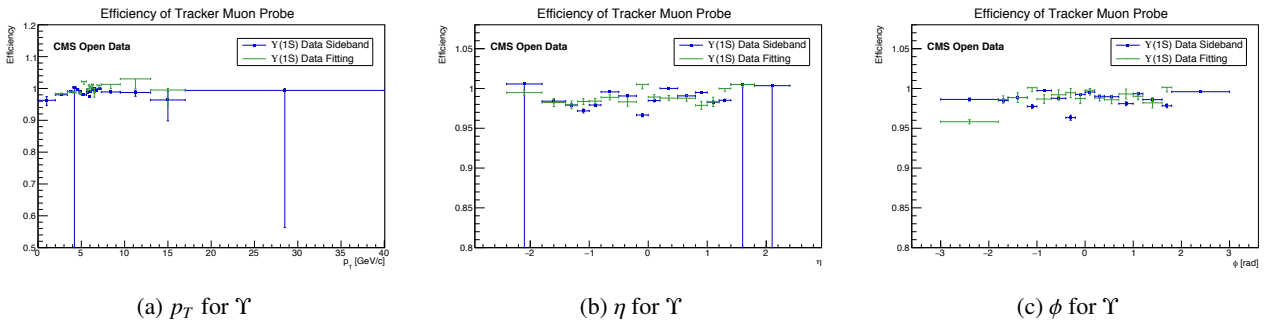 Efficiency of Tracker Muon Probe
Efficiency
1.2
1.1
1
0.9
0.8
0.7
0.6
0.5
CMS Open Data
ϒ(1S) Data Sideband
ϒ(1S) Data Fitting
0 5 10 15 20 25 30 35 40
p_T [GeV/c]
(a) p_T for ϒ
Efficiency of Tracker Muon Probe
Efficiency
1.05
1
0.95
0.9
0.85
0.8
CMS Open Data
ϒ(1S) Data Sideband
ϒ(1S) Data Fitting
−2 −1 0 1 2
η
(b) η for ϒ
Efficiency of Tracker Muon Probe
Efficiency
1.05
1
0.95
0.9
0.85
0.8
CMS Open Data
ϒ(1S) Data Sideband
ϒ(1S) Data Fitting
−3 −2 −1 0 1 2 3
ϕ [rad]
(c) ϕ for ϒ